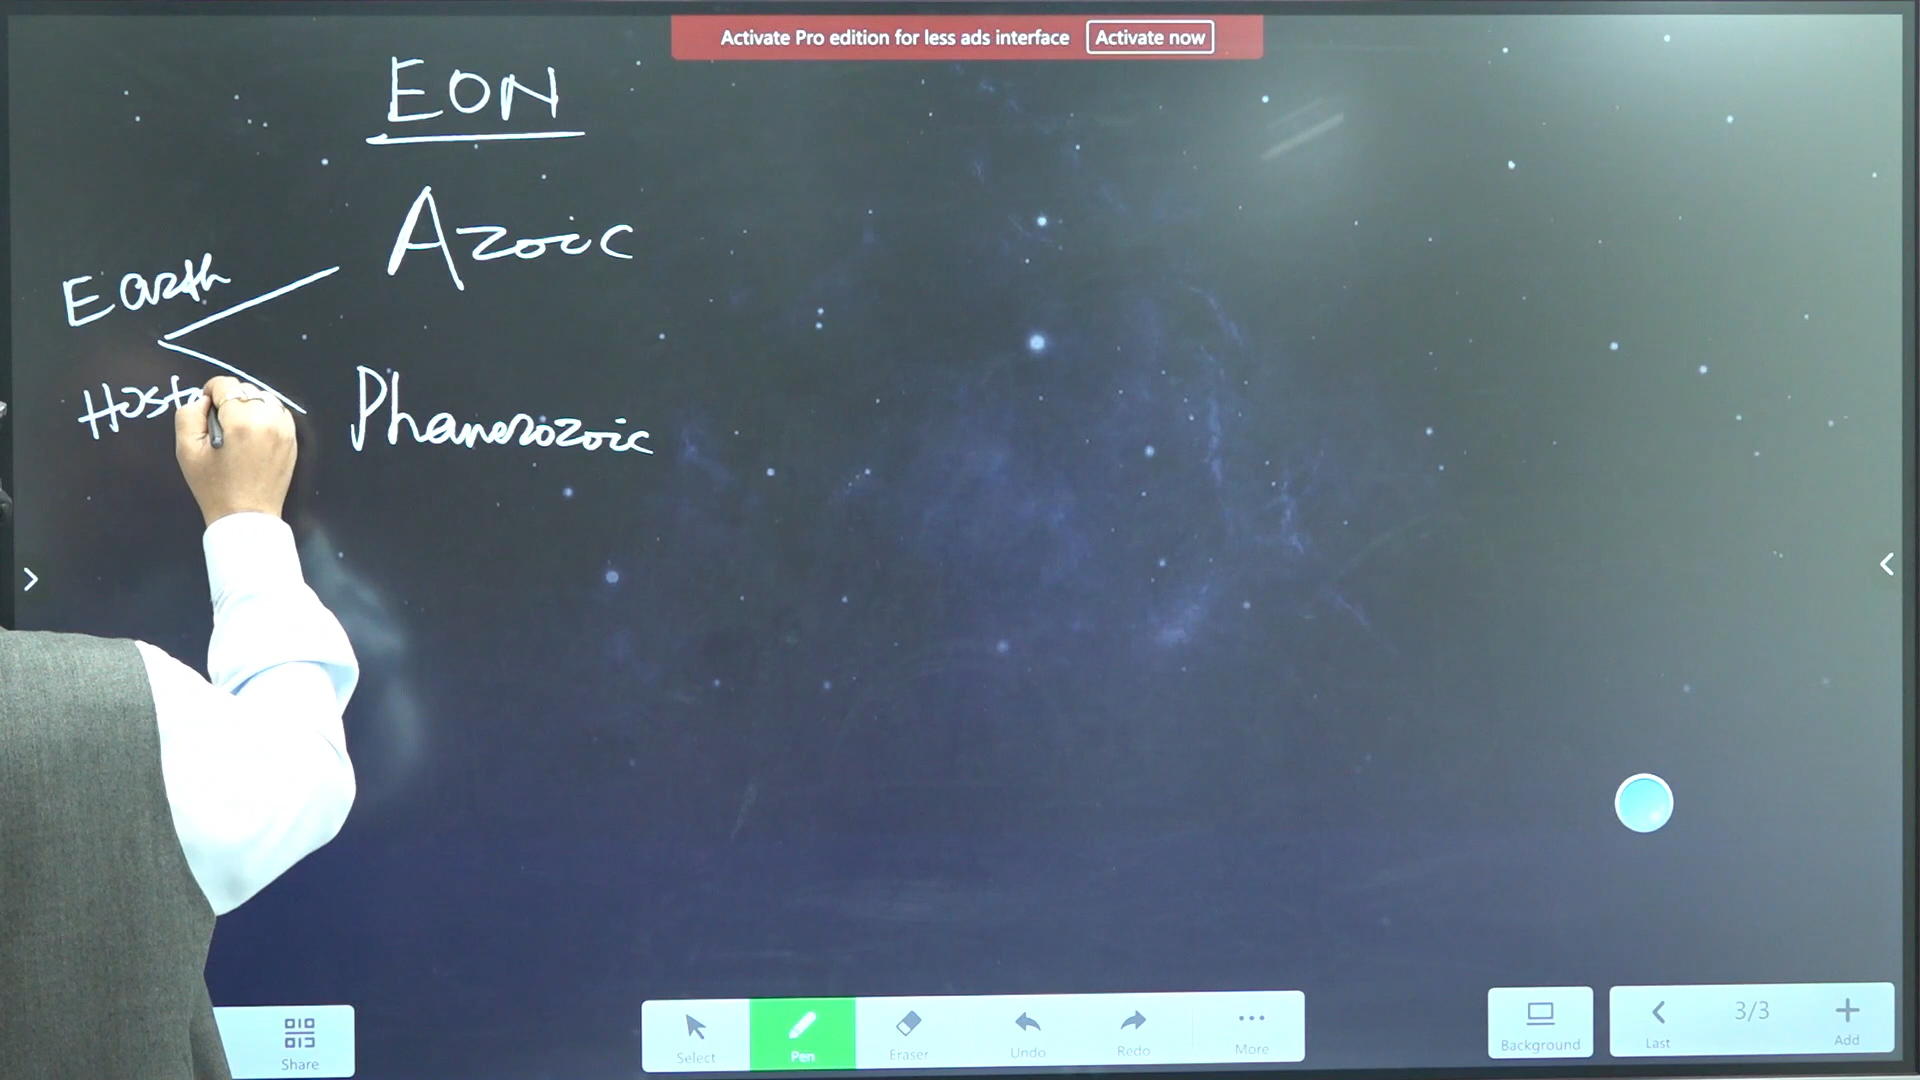 Activate Pro edition for less ads interface Activate now
EON
Azoic
Earth
Phanerozoic
Share
Select
Pen
Eraser
Undo
Redo
More
Background
Last
3/3
Add